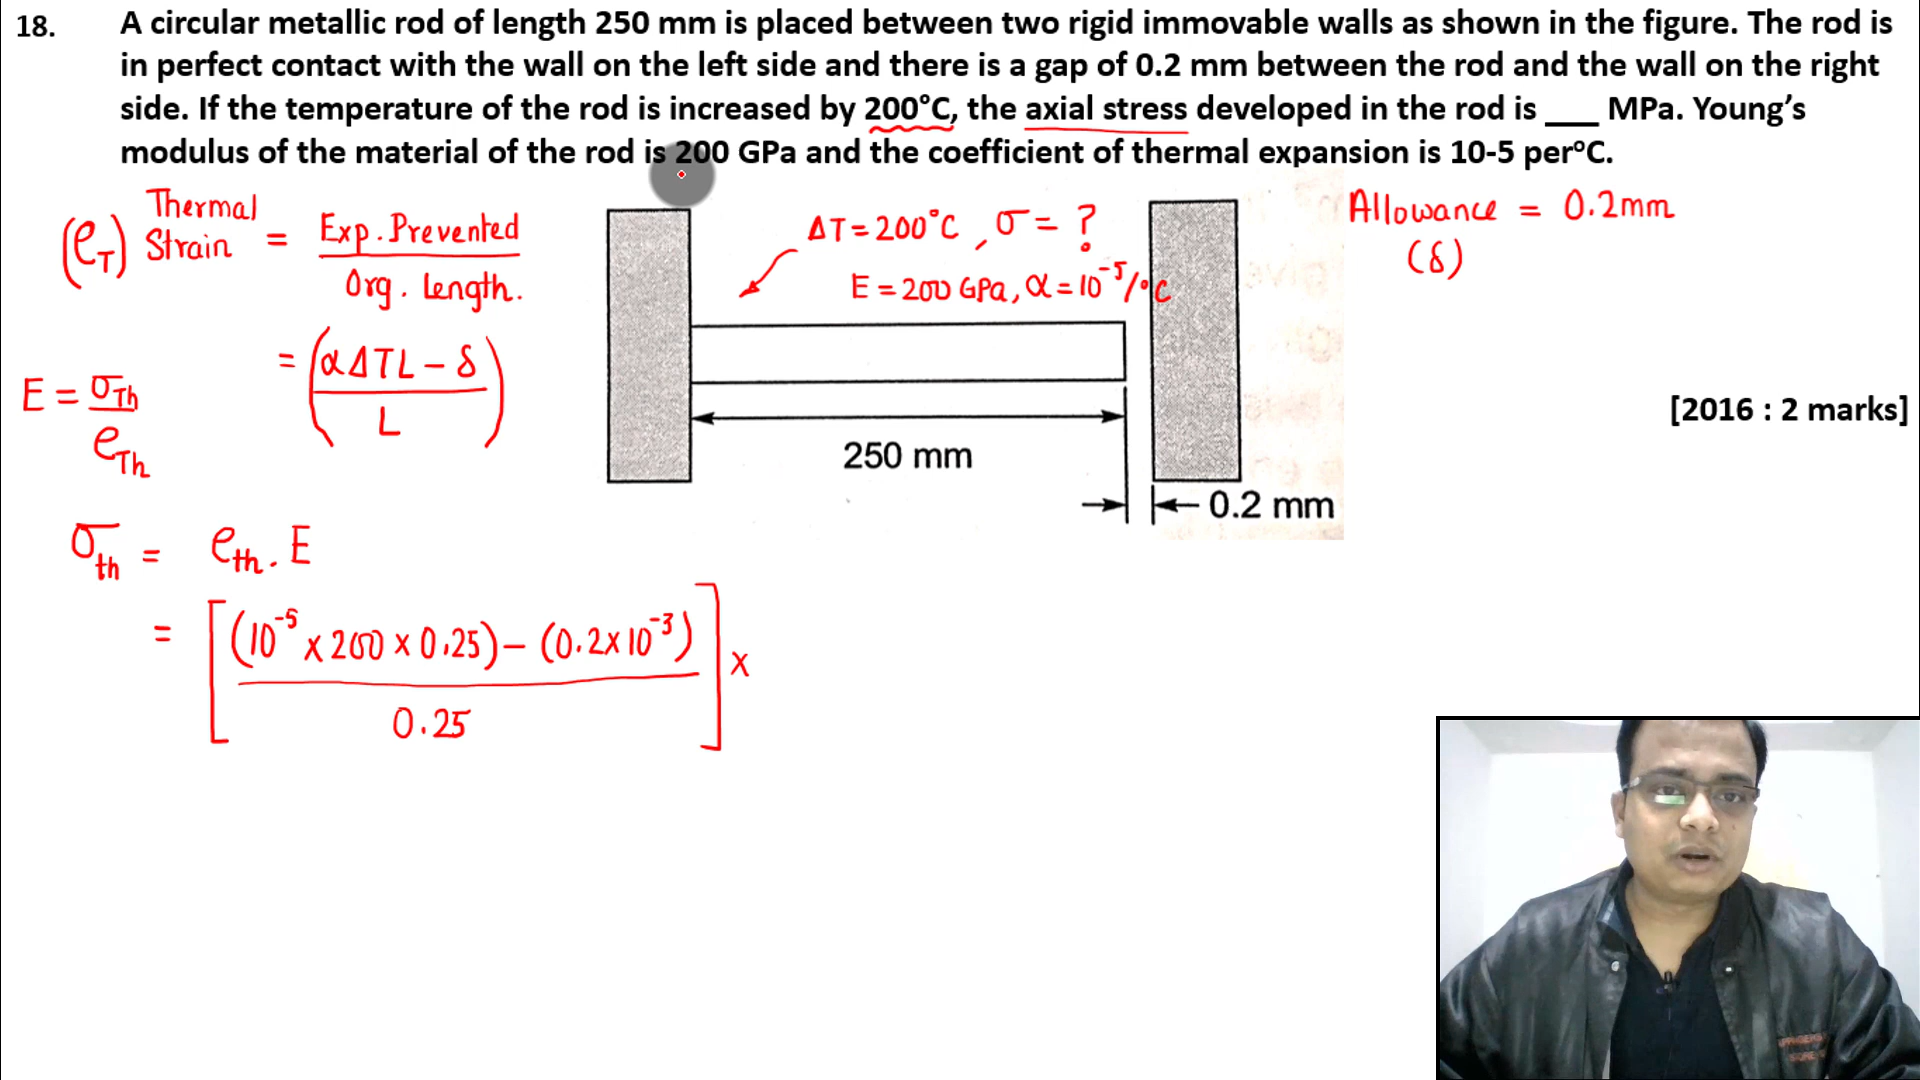 18. A circular metallic rod of length 250 mm is placed between two rigid immovable walls as shown in the figure. The rod is
in perfect contact with the wall on the left side and there is a gap of 0.2 mm between the rod and the wall on the right
side. If the temperature of the rod is increased by 200°C, the axial stress developed in the rod is ___ MPa. Young’s
modulus of the material of the rod is 200 GPa and the coefficient of thermal expansion is 10-5 per°C.
(e_T) Thermal Strain = Exp. Prevented / Org. Length.
ΔT = 200°C, σ = ?
E = 200 GPa, α = 10⁻⁵/°C
Allowance = 0.2mm
(δ)
= (αΔTL - δ / L)
E = σ_Th / e_Th
250 mm
0.2 mm
[2016 : 2 marks]
σ_th = e_th . E
= [(10⁻⁵ x 200 x 0.25) - (0.2x10⁻³) / 0.25] x